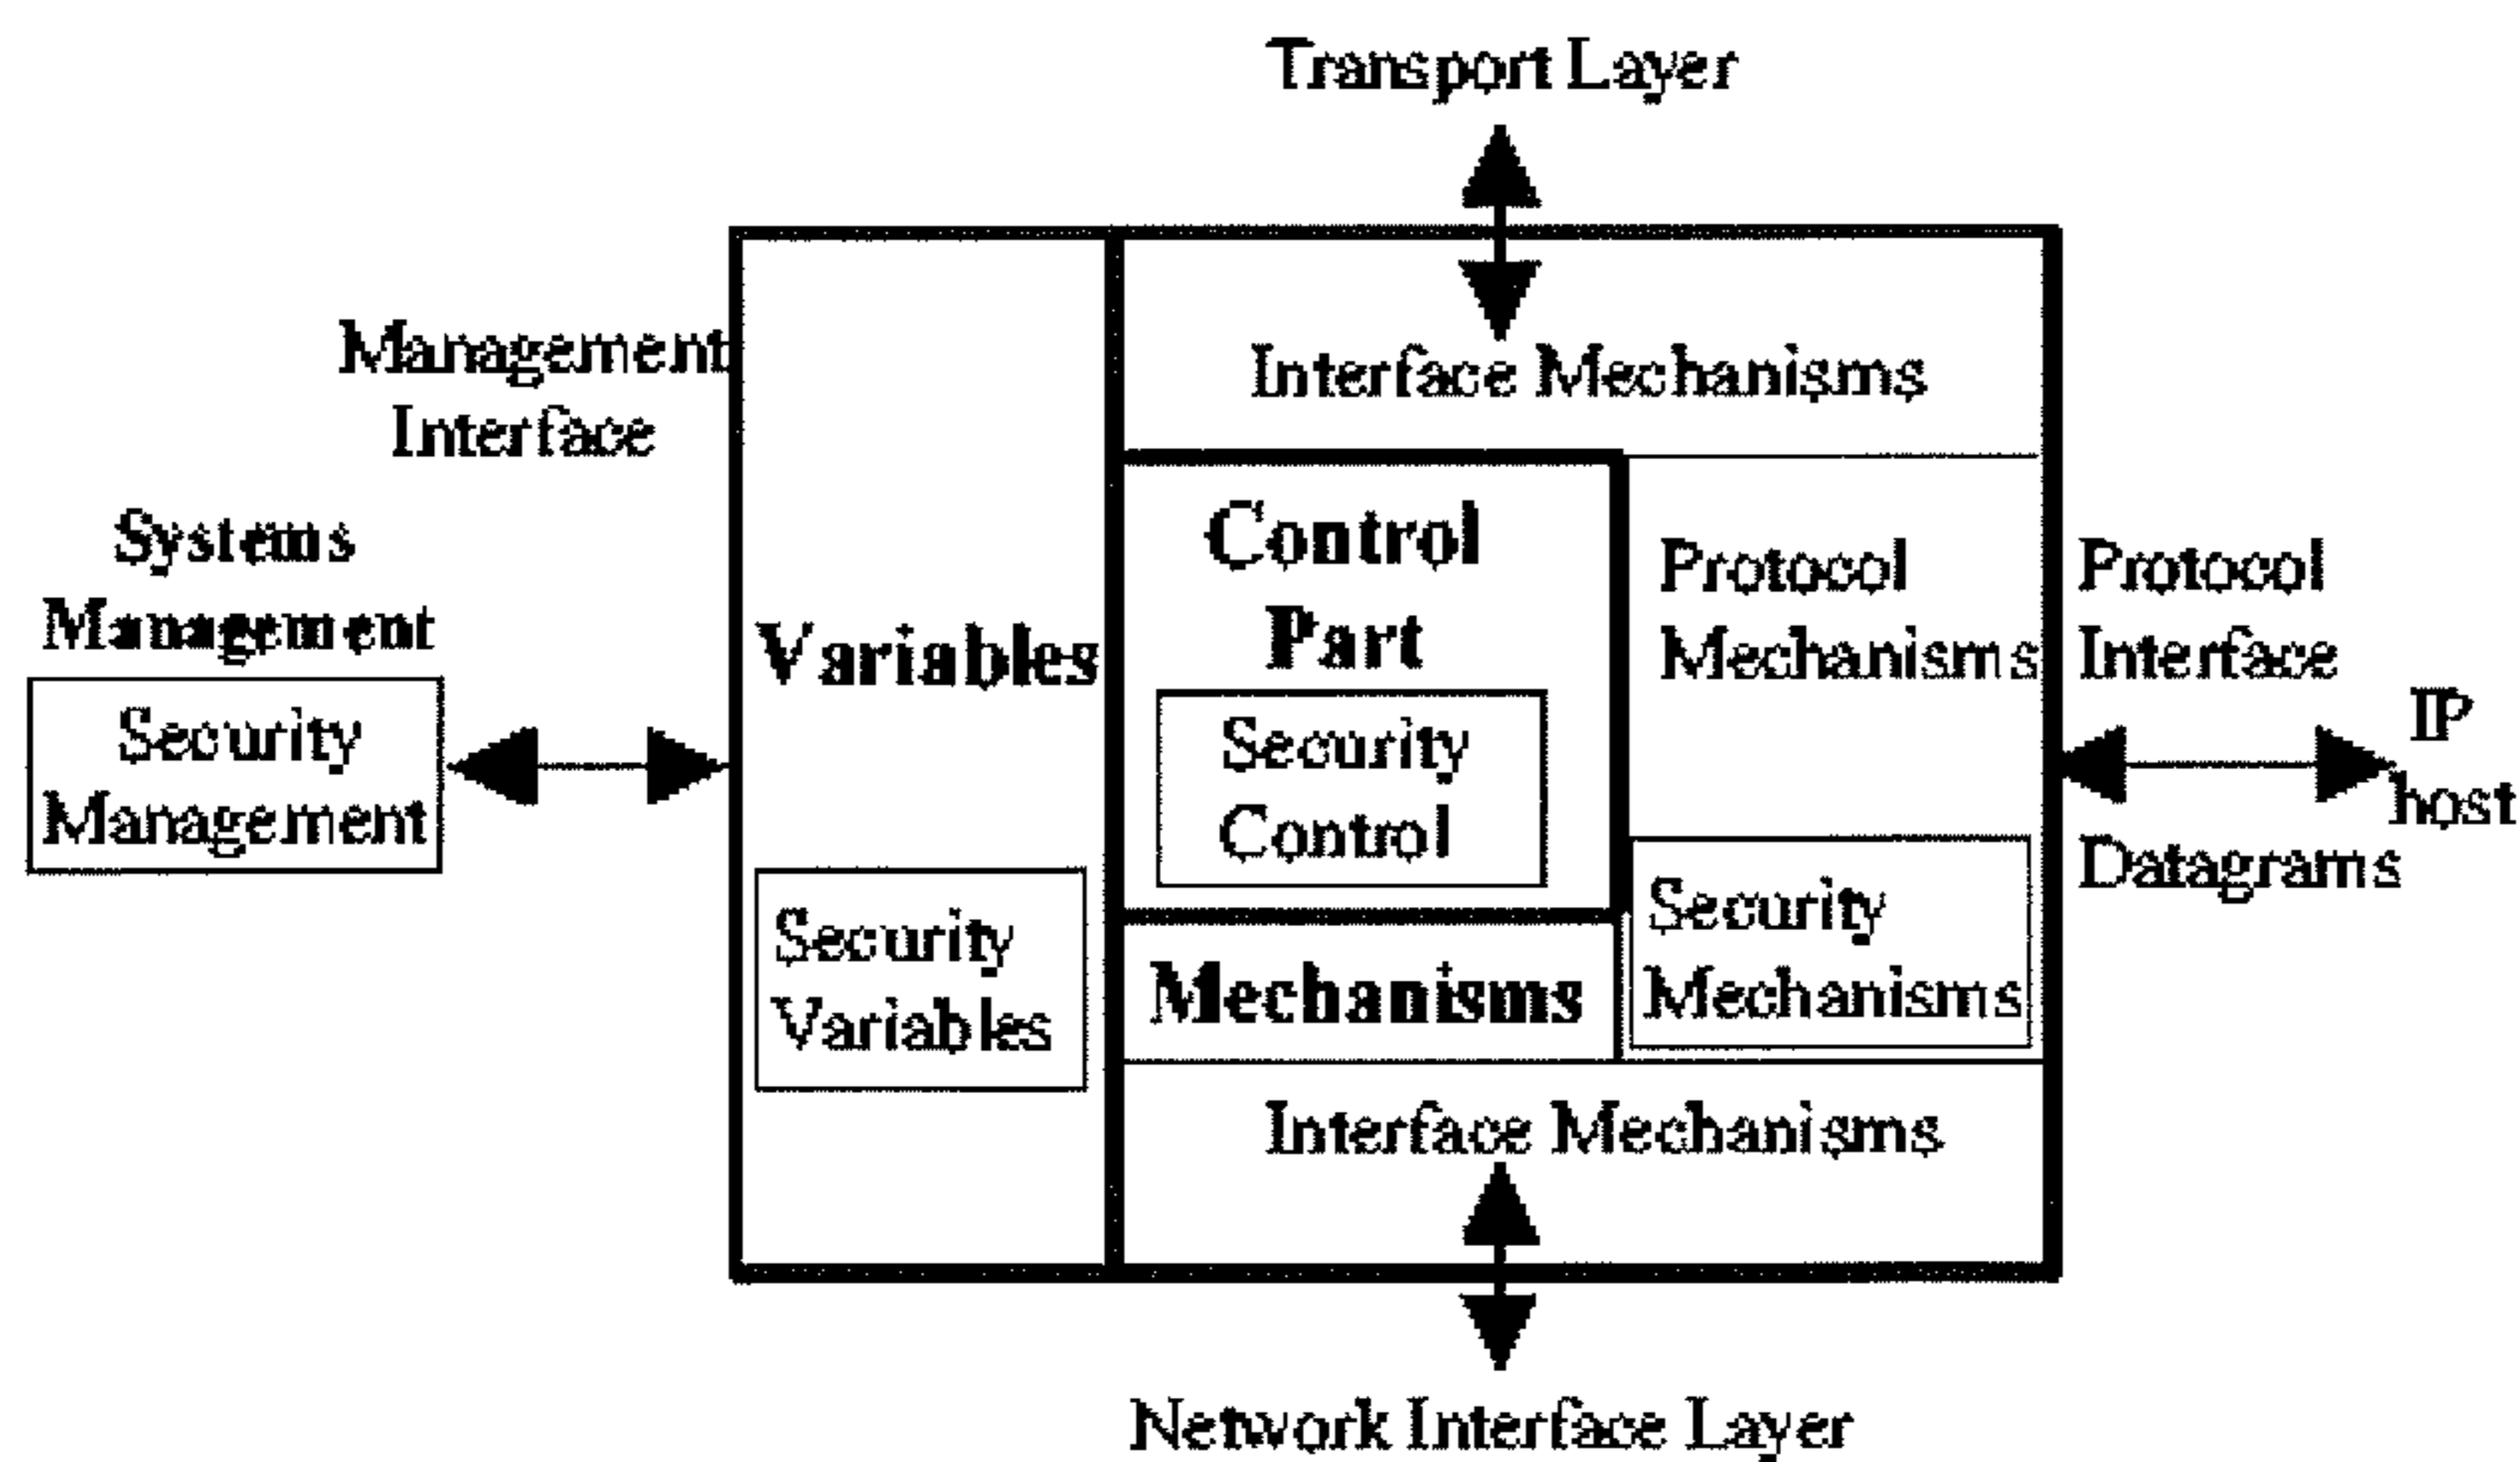 Transport Layer
Management
Interface
Systems
Management
Security
Management
Variables
Security
Variables
Interface Mechanisms
Control
Part
Security
Control
Mechanisms
Protocol
Mechanisms
Security
Mechanisms
Interface Mechanisms
Protocol
Interface
IP
host
Datagrams
Network Interface Layer